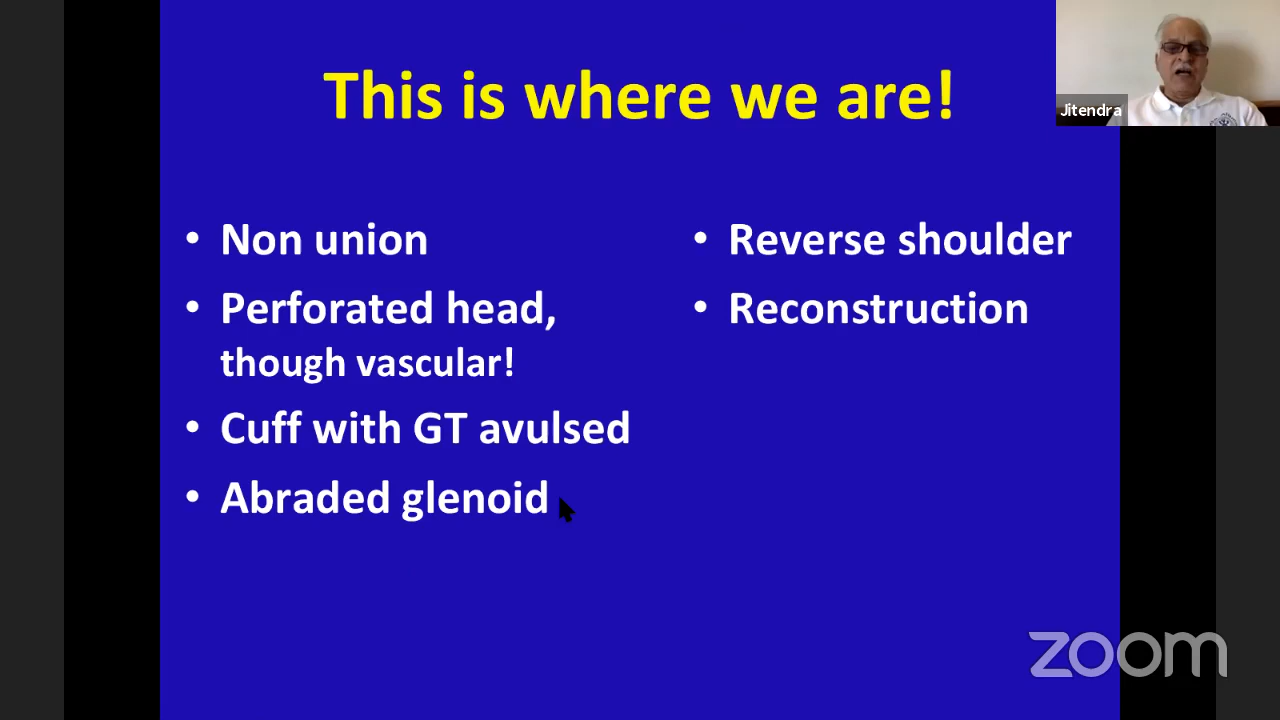 This is where we are!
Jitendra
• Non union
• Perforated head,
though vascular!
• Cuff with GT avulsed
• Abraded glenoid
• Reverse shoulder
• Reconstruction
zoom